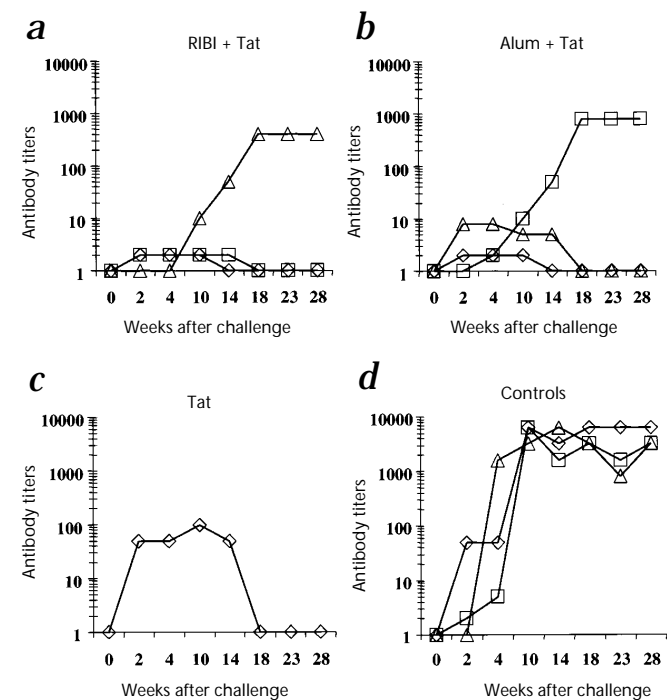 a
RIBI + Tat
Antibody titers
10000
1000
100
10
1
0 2 4 10 14 18 23 28
Weeks after challenge
b
Alum + Tat
Antibody titers
10000
1000
100
10
1
0 2 4 10 14 18 23 28
Weeks after challenge
c
Tat
Antibody titers
10000
1000
100
10
1
0 2 4 10 14 18 23 28
Weeks after challenge
d
Controls
Antibody titers
10000
1000
100
10
1
0 2 4 10 14 18 23 28
Weeks after challenge